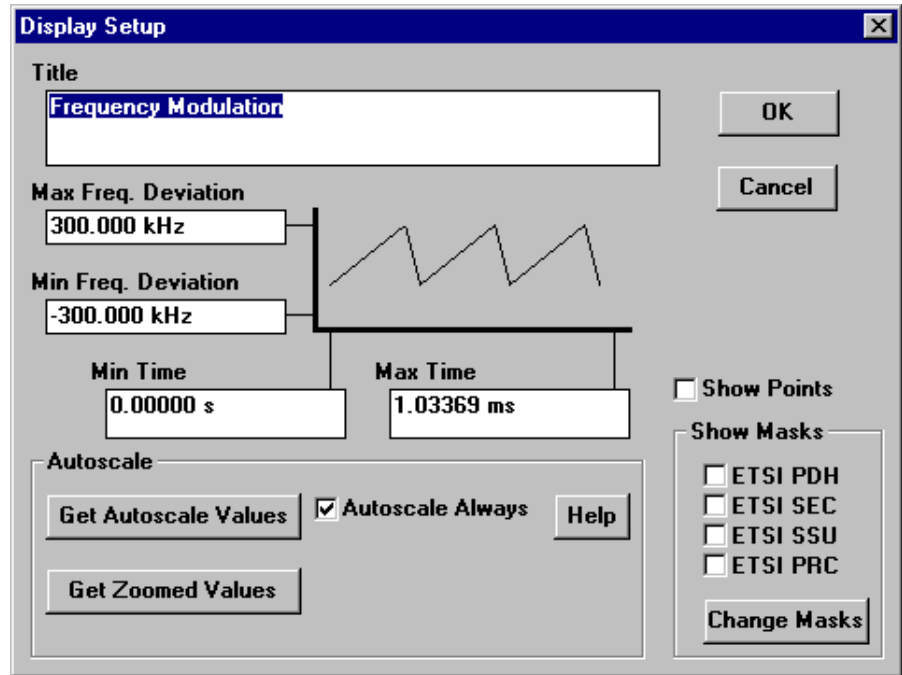 Display Setup
Title
Frequency Modulation
OK
Cancel
Max Freq. Deviation
300.000 kHz
Min Freq. Deviation
-300.000 kHz
Min Time
Max Time
0.00000 s
1.03369 ms
Show Points
Show Masks
ETSI PDH
ETSI SEC
ETSI SSU
ETSI PRC
Change Masks
Autoscale
Get Autoscale Values
Autoscale Always
Help
Get Zoomed Values